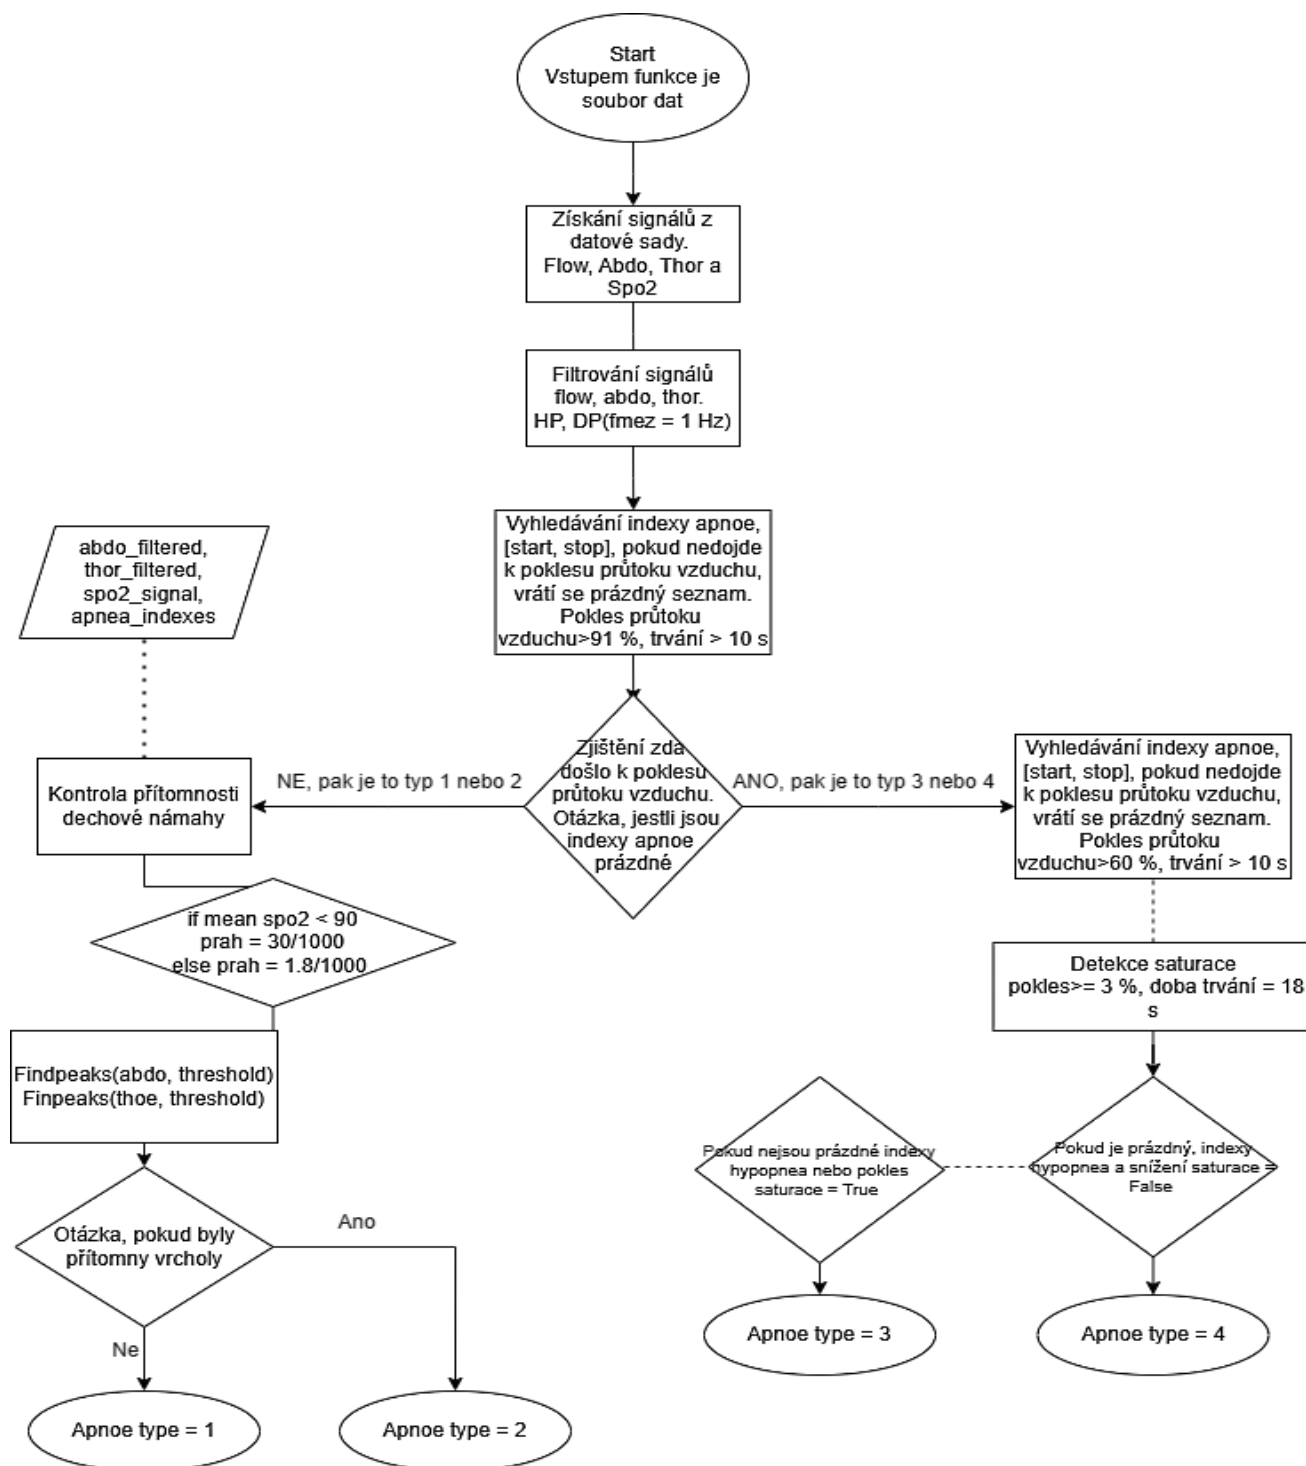 Start
Vstupem funkce je
soubor dat
Získání signálů z
datové sady.
Flow, Abdo, Thor a
Spo2
Filtrování signálů
flow, abdo, thor.
HP, DP(fmez = 1 Hz)
Vyhledávání indexy apnoe,
[start, stop], pokud nedojde
k poklesu průtoku vzduchu,
vrátí se prázdný seznam.
Pokles průtoku
vzduchu>91 %, trvání > 10 s
abdo_filtered,
thor_filtered,
spo2_signal,
apnea_indexes
Zjištění zda
došlo k poklesu
průtoku vzduchu.
Otázka, jestli jsou
indexy apnoe
prázdné
NE, pak je to typ 1 nebo 2
ANO, pak je to typ 3 nebo 4
Kontrola přítomnosti
dechové námahy
if mean spo2 < 90
prah = 30/1000
else prah = 1.8/1000
Findpeaks(abdo, threshold)
Finpeaks(thoe, threshold)
Otázka, pokud byly
přítomny vrcholy
Ano
Ne
Apnoe type = 1
Apnoe type = 2
Vyhledávání indexy apnoe,
[start, stop], pokud nedojde
k poklesu průtoku vzduchu,
vrátí se prázdný seznam.
Pokles průtoku
vzduchu>60 %, trvání > 10 s
Detekce saturace
pokles>= 3 %, doba trvání = 18
s
Pokud nejsou prázdné indexy
hypopnea nebo pokles
saturace = True
Pokud je prázdný, indexy
hypopnea a snížení saturace =
False
Apnoe type = 3
Apnoe type = 4